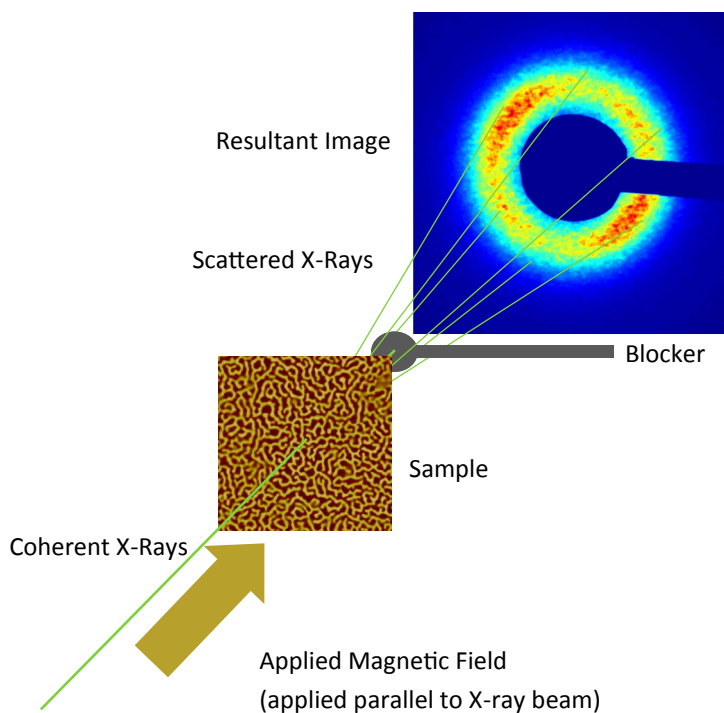 Resultant Image
Scattered X-Rays
Blocker
Sample
Coherent X-Rays
Applied Magnetic Field
(applied parallel to X-ray beam)